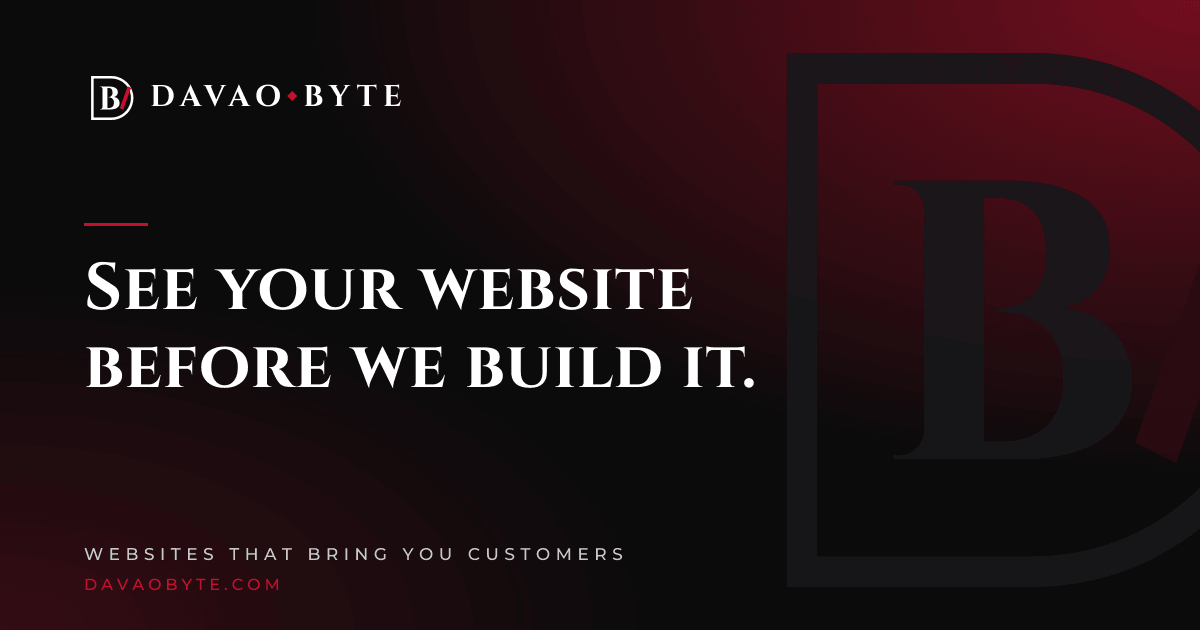 B DAVAO◆BYTE
See your website
before we build it.
WEBSITES THAT BRING YOU CUSTOMERS
DAVAOBYTE.COM
B